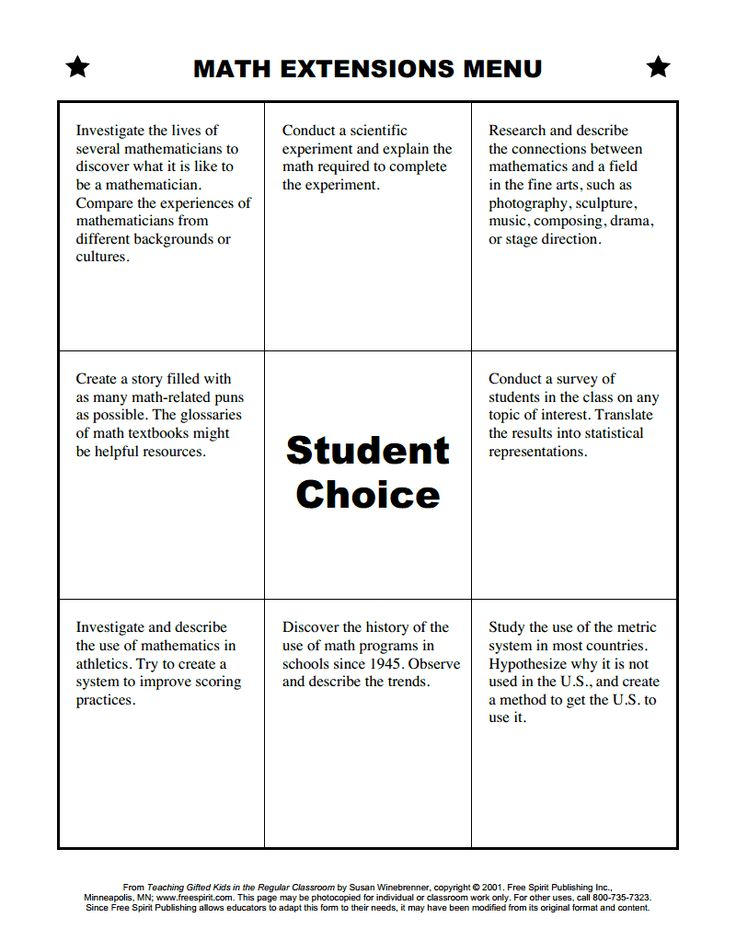 MATH EXTENSIONS MENU
Investigate the lives of
several mathematicians to
discover what it is like to
be a mathematician.
Compare the experiences of
mathematicians from
different backgrounds or
cultures.
Conduct a scientific
experiment and explain the
math required to complete
the experiment.
Research and describe
the connections between
mathematics and a field
in the fine arts, such as
photography, sculpture,
music, composing, drama,
or stage direction.
Create a story filled with
as many math-related puns
as possible. The glossaries
of math textbooks might
be helpful resources.
Student
Choice
Conduct a survey of
students in the class on any
topic of interest. Translate
the results into statistical
representations.
Investigate and describe
the use of mathematics in
athletics. Try to create a
system to improve scoring
practices.
Discover the history of the
use of math programs in
schools since 1945. Observe
and describe the trends.
Study the use of the metric
system in most countries.
Hypothesize why it is not
used in the U.S., and create
a method to get the U.S. to
use it.
From Teaching Gifted Kids in the Regular Classroom by Susan Winebrenner, copyright © 2001. Free Spirit Publishing Inc.,
Minneapolis, MN; www.freespirit.com. This page may be photocopied for individual or classroom work only. For other uses, call 800-735-7323.
Since Free Spirit Publishing allows educators to adapt this form to their needs, it may have been modified from its original format and content.